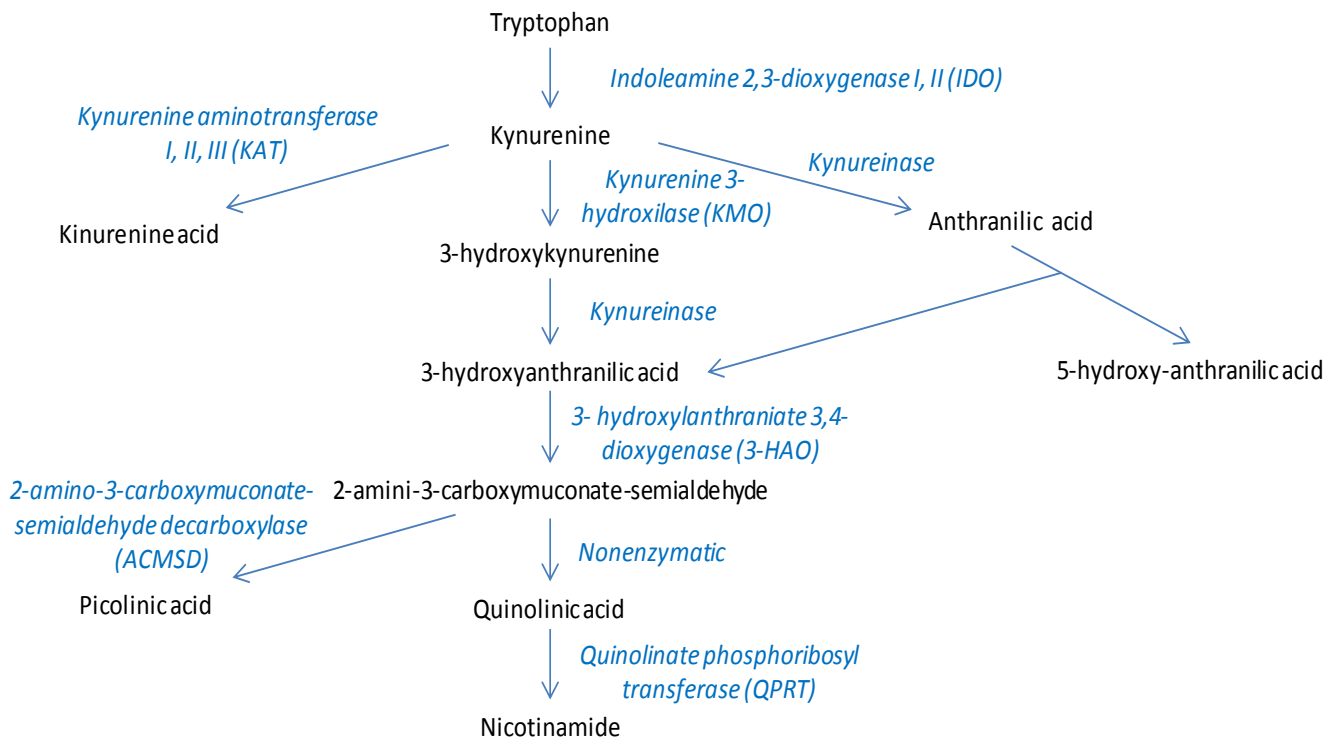 Tryptophan
Indoleamine 2,3-dioxygenase I, II (IDO)
Kynurenine aminotransferase
I, II, III (KAT)
Kynurenine
Kynureinase
Kynurenine 3-
hydroxilase (KMO)
Kinurenine acid
Anthranilic acid
3-hydroxykynurenine
Kynureinase
3-hydroxyanthranilic acid
5-hydroxy-anthranilic acid
3- hydroxylanthraniate 3,4-
dioxygenase (3-HAO)
2-amino-3-carboxymuconate-
semialdehyde decarboxylase
(ACMSD)
2-amini-3-carboxymuconate-semialdehyde
Nonenzymatic
Picolinic acid
Quinolinic acid
Quinolinate phosphoribosyl
transferase (QPRT)
Nicotinamide